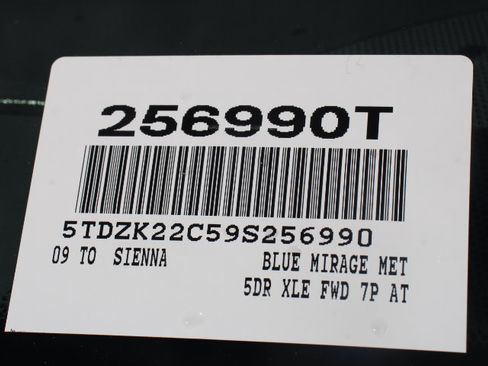 256990T
5TDZK22C59S256990
09 TO SIENNA BLUE MIRAGE MET
5DR XLE FWD 7P AT